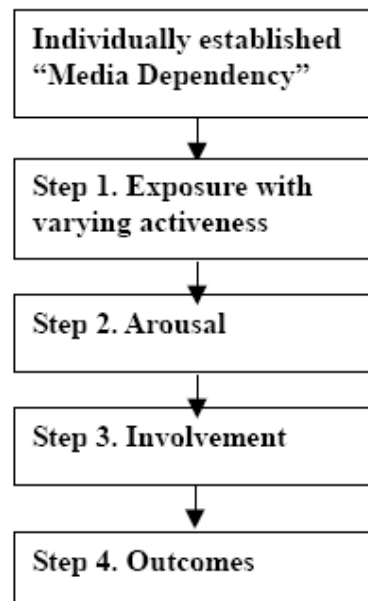 Individually established
“Media Dependency”
Step 1. Exposure with
varying activeness
Step 2. Arousal
Step 3. Involvement
Step 4. Outcomes